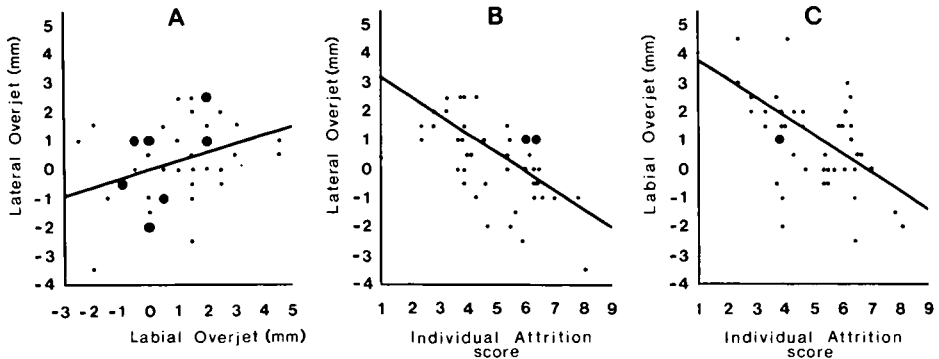 A
5
4
3
2
1
0
-1
-2
-3
-4
Lateral Overjet (mm)
-3 -2 -1 0 1 2 3 4 5
Labial Overjet (mm)
B
5
4
3
2
1
0
-1
-2
-3
-4
Lateral Overjet (mm)
1 2 3 4 5 6 7 8 9
Individual Attrition
score
C
5
4
3
2
1
0
-1
-2
-3
-4
Labial Overjet (mm)
1 2 3 4 5 6 7 8 9
Individual Attrition
score